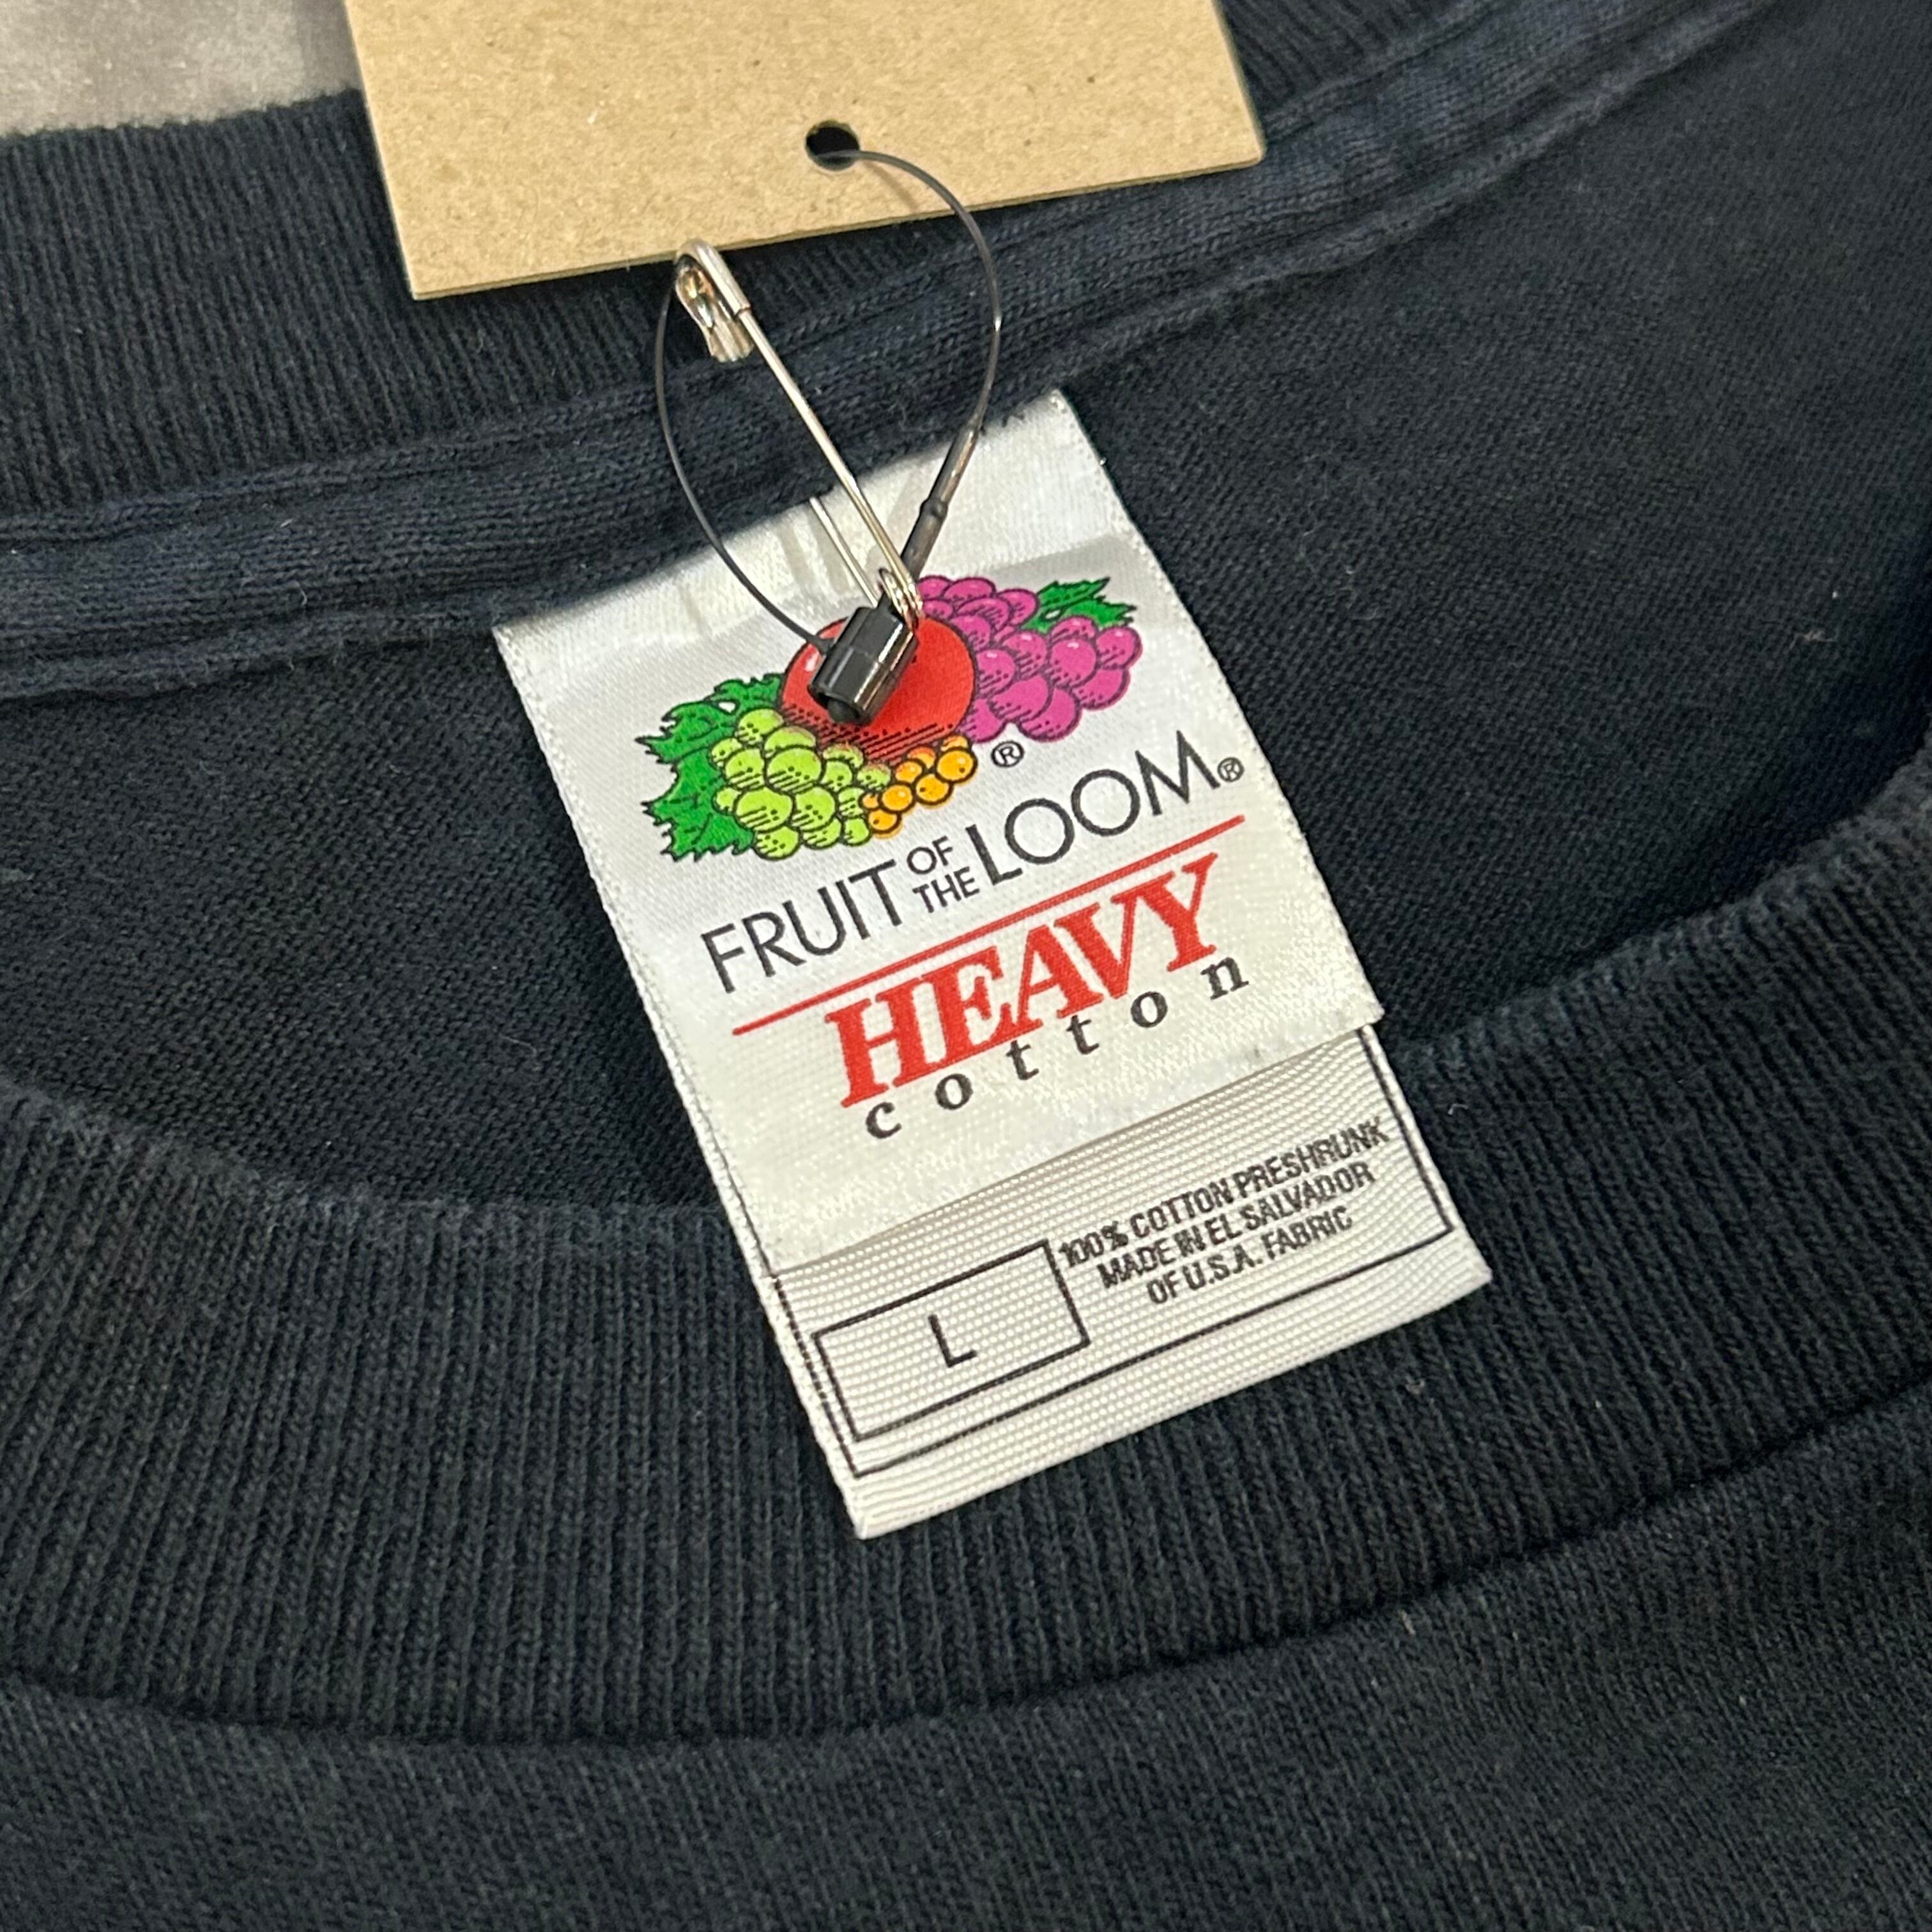 ®
FRUIT OF THE LOOM®
HEAVY
cotton
L
100% COTTON PRESHRUNK
MADE IN EL SALVADOR
OF U.S.A. FABRIC